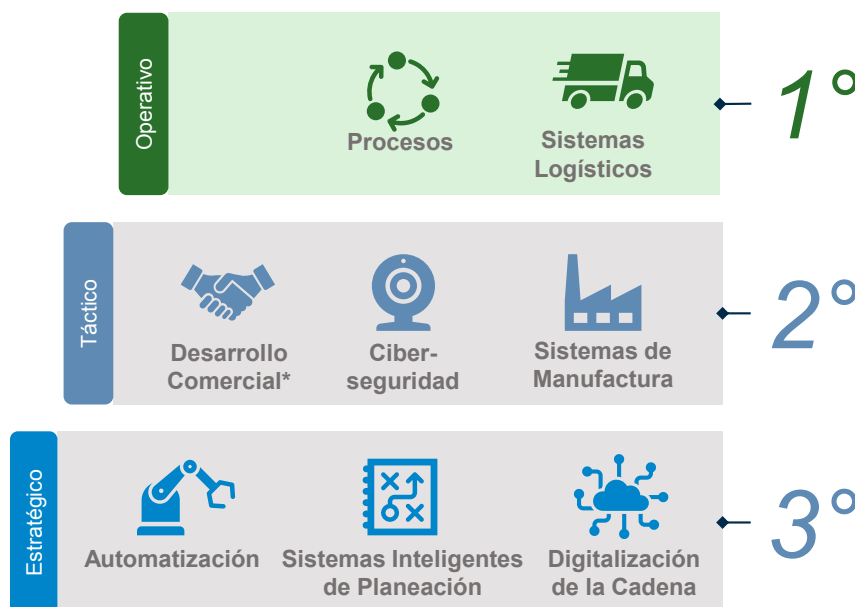 Operativo
Procesos
Sistemas
Logísticos
1°
Táctico
Desarrollo
Comercial*
Ciber-
seguridad
Sistemas de
Manufactura
2°
Estratégico
Automatización
Sistemas Inteligentes
de Planeación
Digitalización
de la Cadena
3°